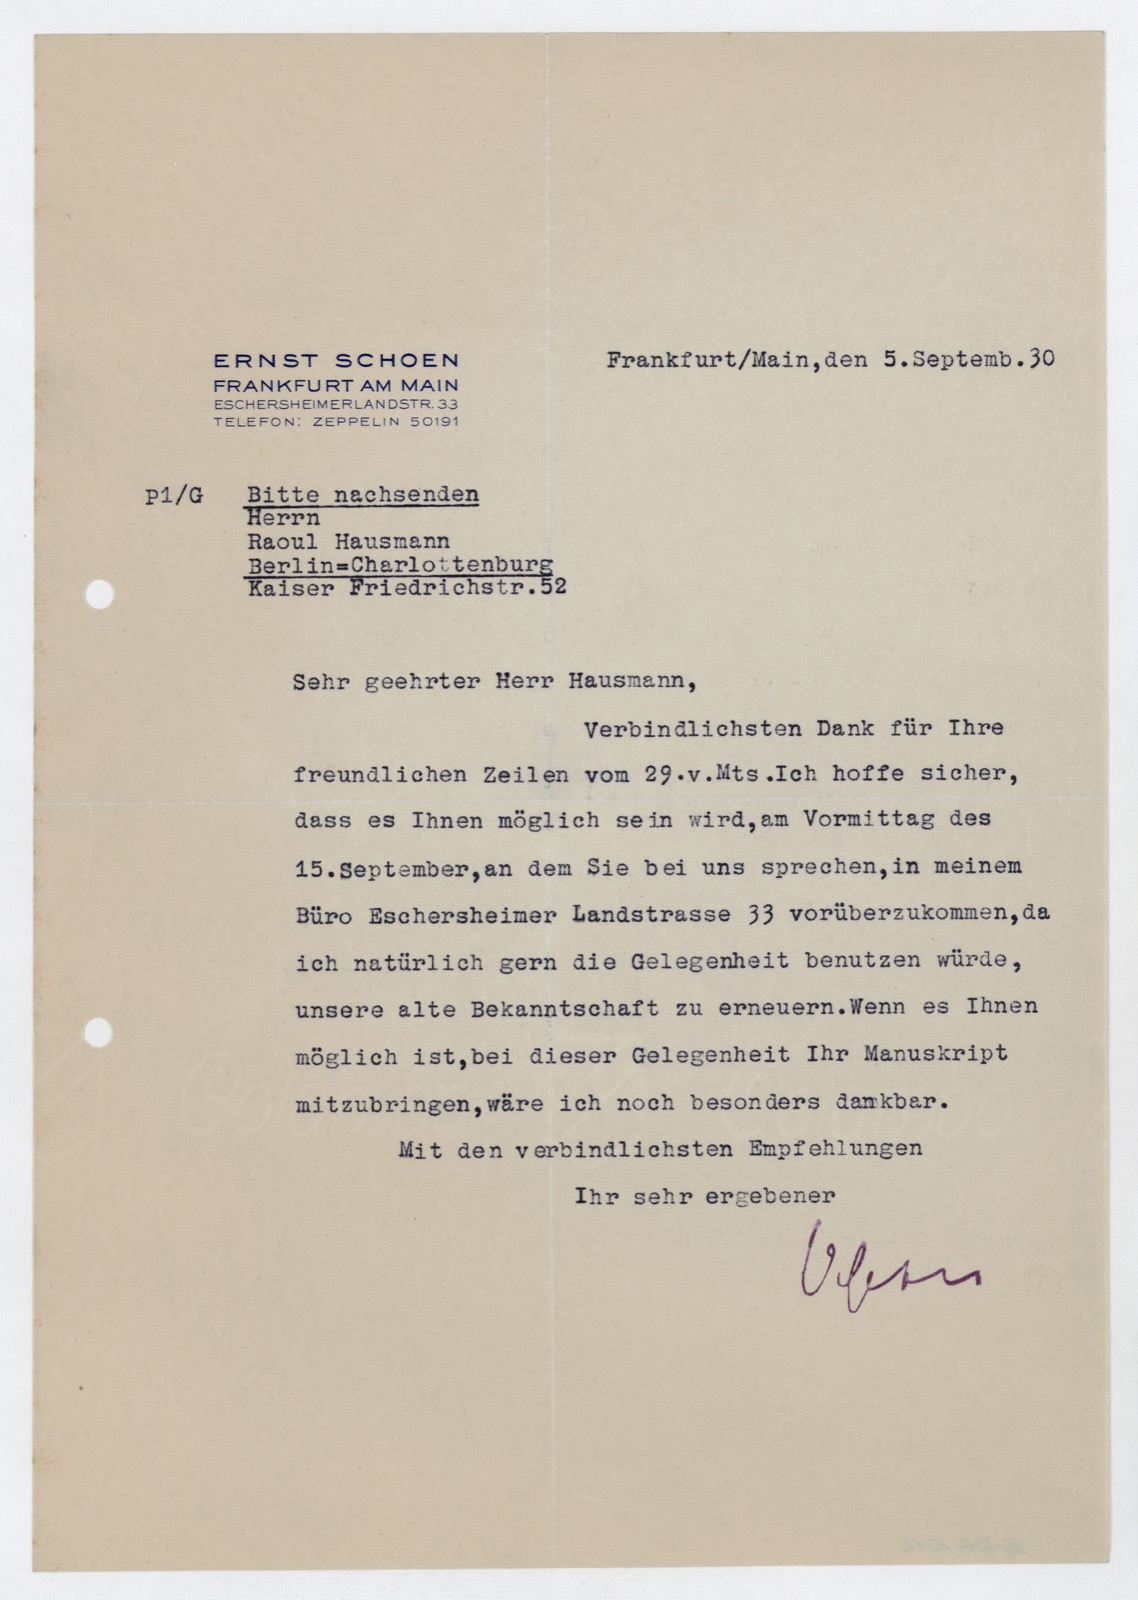 ERNST SCHOEN
FRANKFURT AM MAIN
ESCHERSHEIMERLANDSTR. 33
TELEFON: ZEPPELIN 50191
Frankfurt/Main,den 5.Septemb.30
P1/G Bitte nachsenden
Herrn
Raoul Hausmann
Berlin=Charlottenburg
Kaiser Friedrichstr.52
Sehr geehrter Herr Hausmann,
Verbindlichsten Dank für Ihre
freundlichen Zeilen vom 29.v.Mts.Ich hoffe sicher,
dass es Ihnen möglich sein wird,am Vormittag des
15.September,an dem Sie bei uns sprechen,in meinem
Büro Eschersheimer Landstrasse 33 vorüberzukommen,da
ich natürlich gern die Gelegenheit benutzen würde,
unsere alte Bekanntschaft zu erneuern.Wenn es Ihnen
möglich ist,bei dieser Gelegenheit Ihr Manuskript
mitzubringen,wäre ich noch besonders dankbar.
Mit den verbindlichsten Empfehlungen
Ihr sehr ergebener